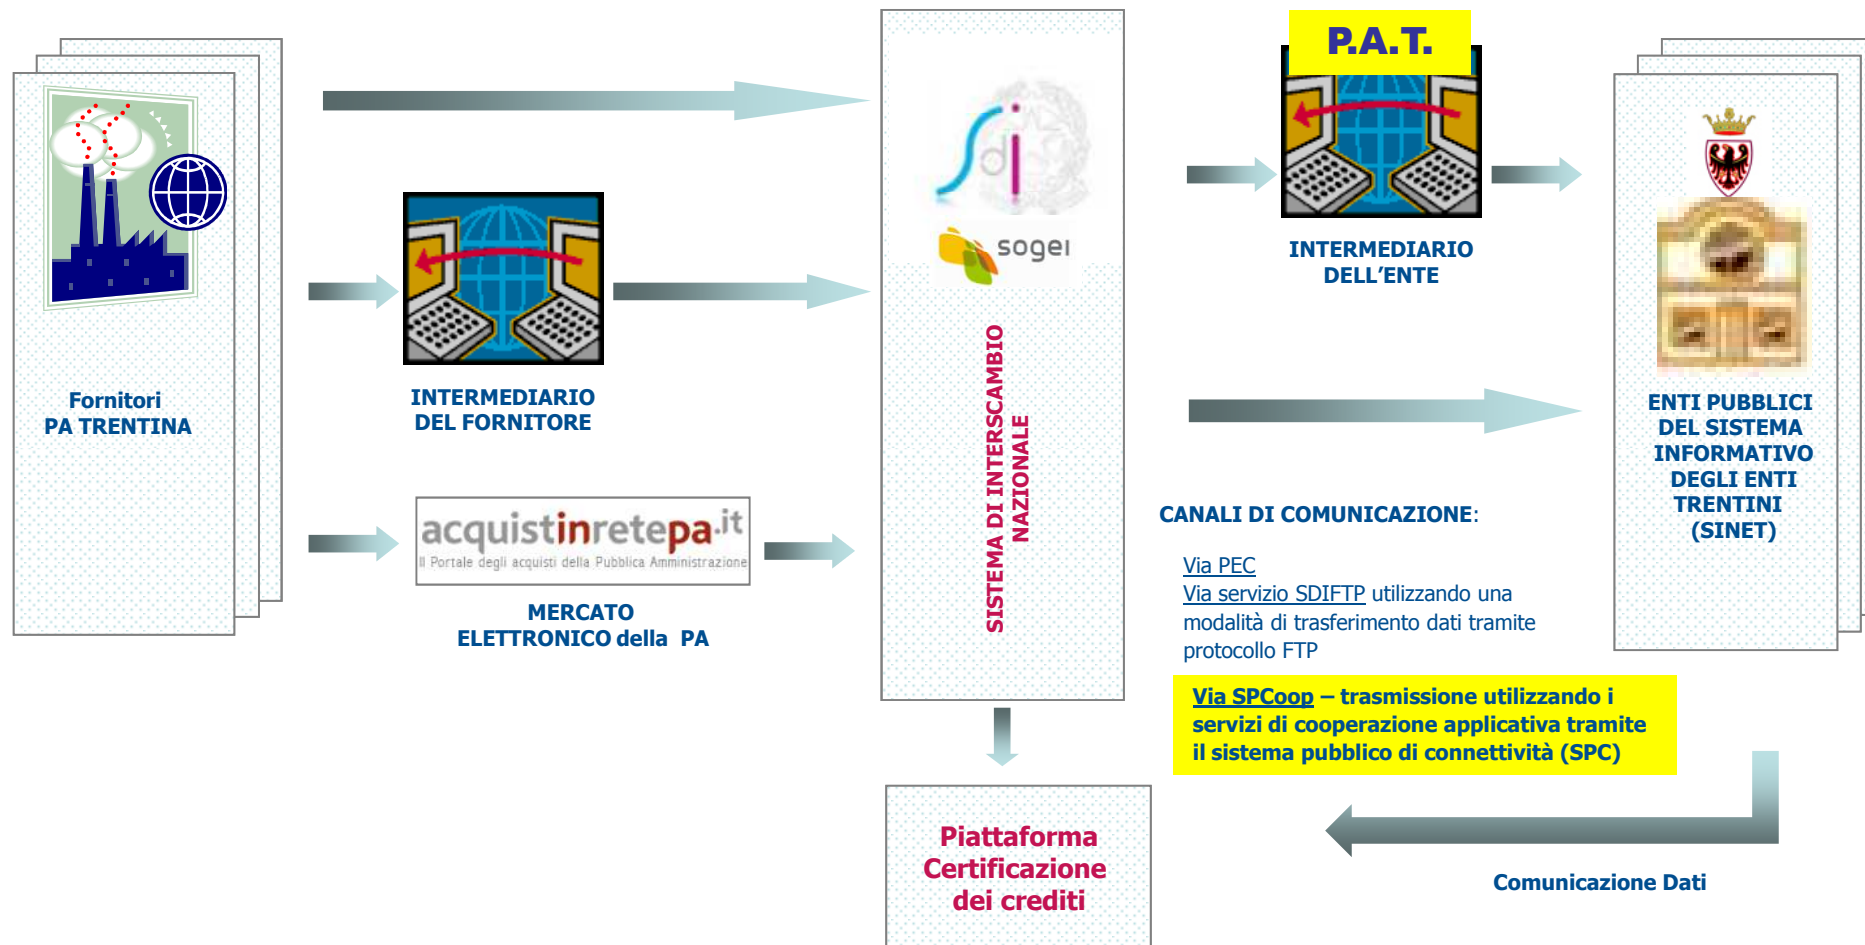 P.A.T.
Fornitori
PA TRENTINA
INTERMEDIARIO
DEL FORNITORE
acquistinretepa.it
Il Portale degli acquisti della Pubblica Amministrazione
MERCATO
ELETTRONICO della PA
Sdi
sogei
SISTEMA DI INTERSCAMBIO
NAZIONALE
Piattaforma
Certificazione
dei crediti
INTERMEDIARIO
DELL’ENTE
CANALI DI COMUNICAZIONE:
Via PEC
Via servizio SDIFTP utilizzando una
modalità di trasferimento dati tramite
protocollo FTP
Via SPCoop – trasmissione utilizzando i
servizi di cooperazione applicativa tramite
il sistema pubblico di connettività (SPC)
ENTI PUBBLICI
DEL SISTEMA
INFORMATIVO
DEGLI ENTI
TRENTINI
(SINET)
Comunicazione Dati